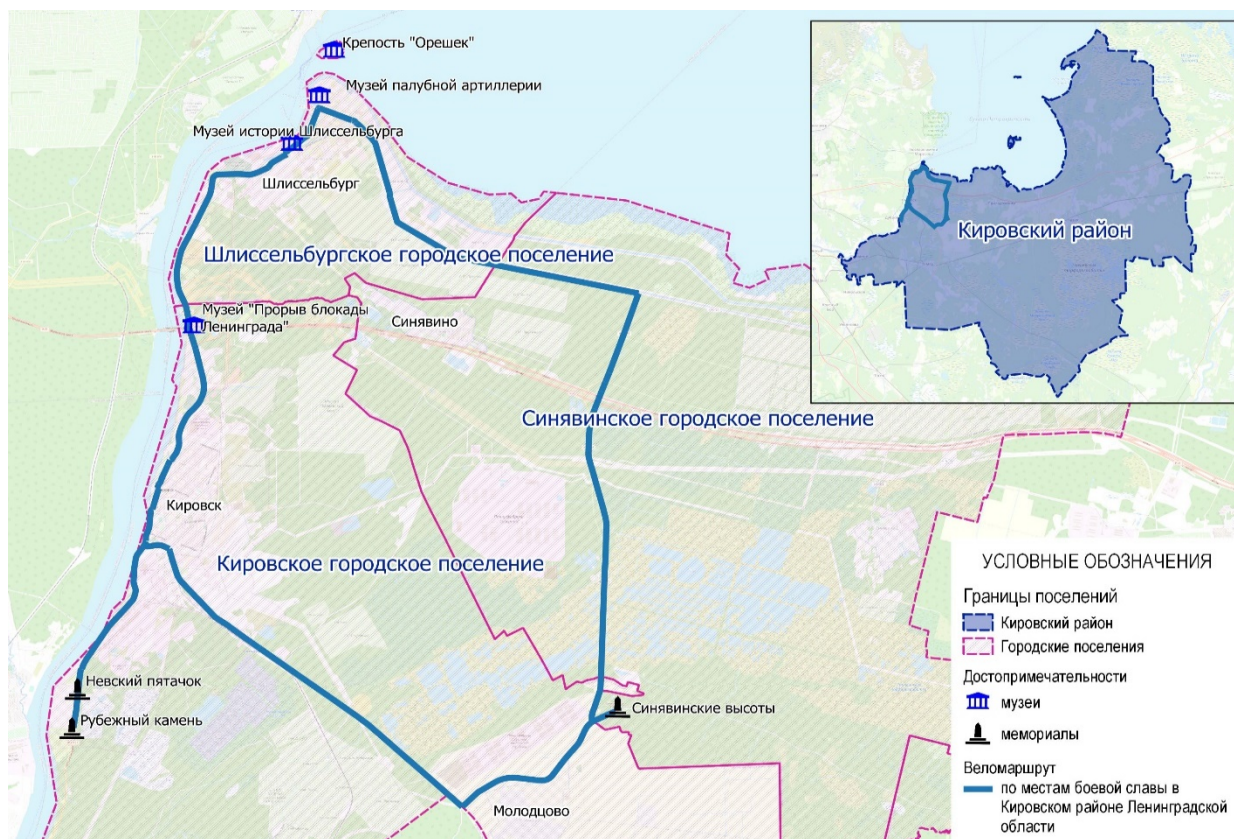 Крепость "Орешек"
Музей палубной артиллерии
Музей истории Шлиссельбурга
Шлиссельбург
Шлиссельбургское городское поселение
Музей "Прорыв блокады
Ленинграда"
Синявино
Синявинское городское поселение
Кировск
Кировское городское поселение
Невский пятачок
Рубежный камень
Синявинские высоты
Молодцово
Кировский район
УСЛОВНЫЕ ОБОЗНАЧЕНИЯ
Границы поселений
Кировский район
Городские поселения
Достопримечательности
музеи
мемориалы
Веломаршрут
по местам боевой славы в
Кировском районе Ленинградской
области